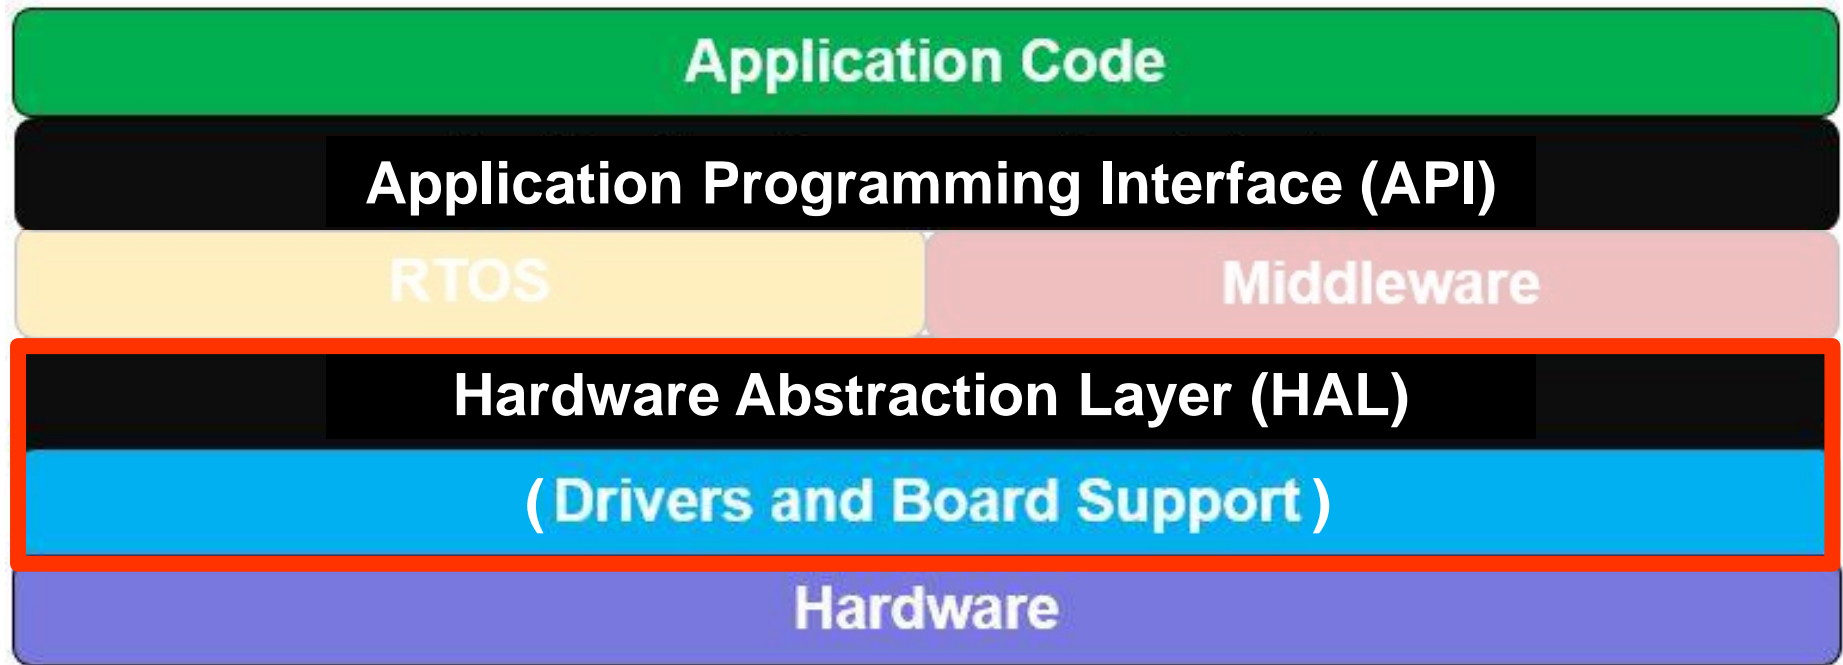 Application Code
Application Programming Interface (API)
RTOS
Middleware
Hardware Abstraction Layer (HAL)
(Drivers and Board Support)
Hardware